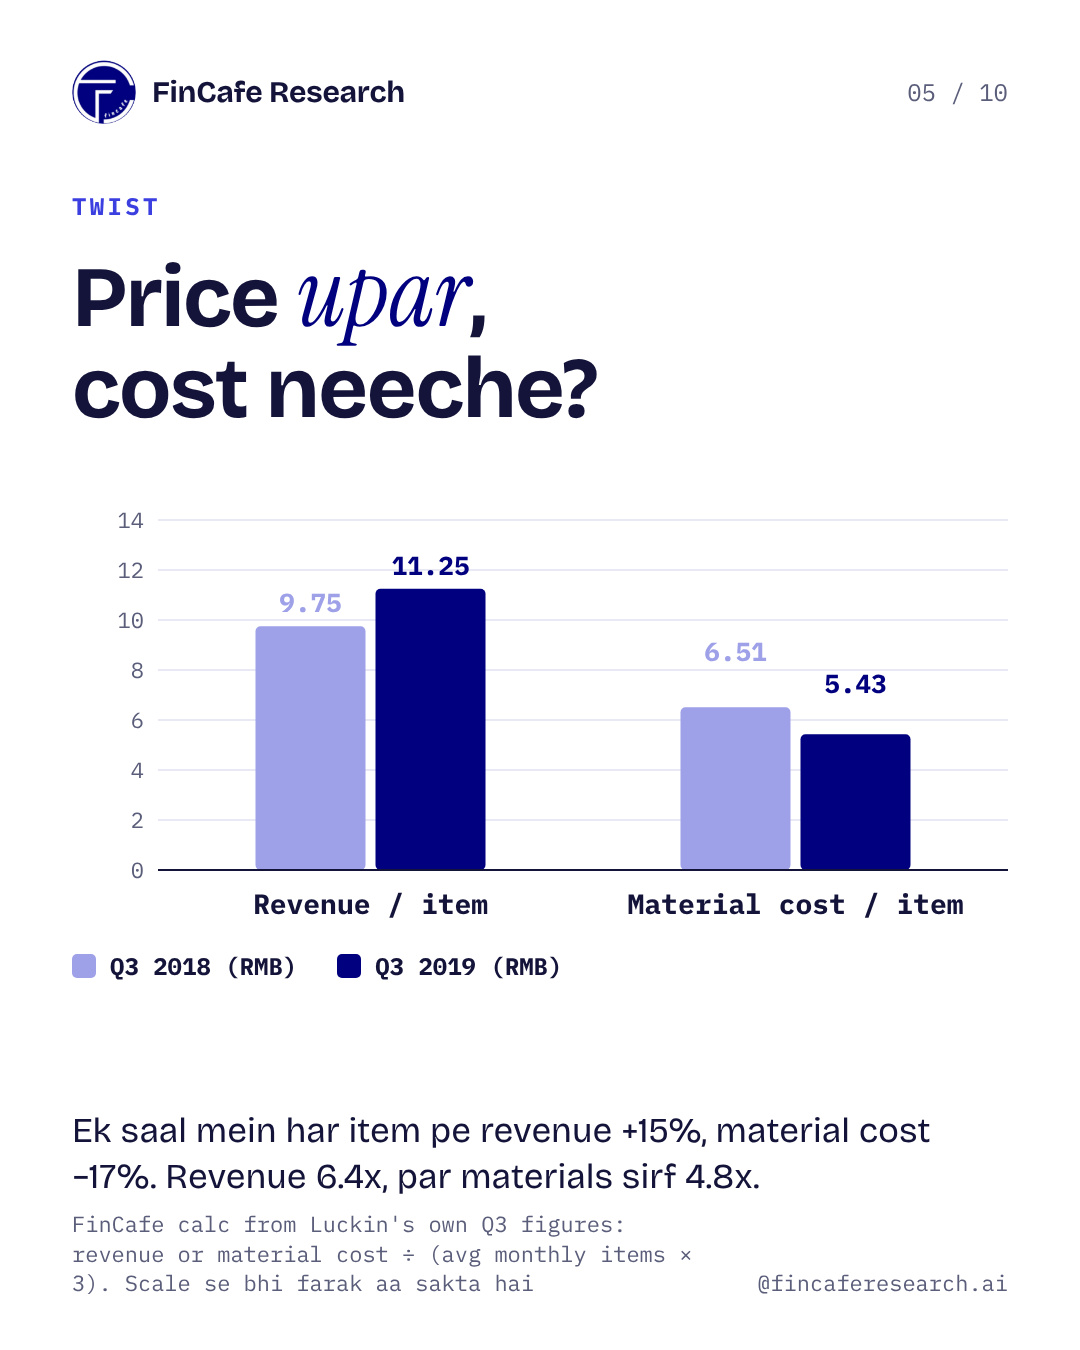 FinCafe Research
05 / 10
TWIST
Price upar,
cost neeche?
14
12
10
8
6
4
2
0
9.75
11.25
6.51
5.43
Revenue / item
Material cost / item
Q3 2018 (RMB)
Q3 2019 (RMB)
Ek saal mein har item pe revenue +15%, material cost
−17%. Revenue 6.4x, par materials sirf 4.8x.
FinCafe calc from Luckin's own Q3 figures:
revenue or material cost ÷ (avg monthly items ×
3). Scale se bhi farak aa sakta hai
@fincaferesearch.ai